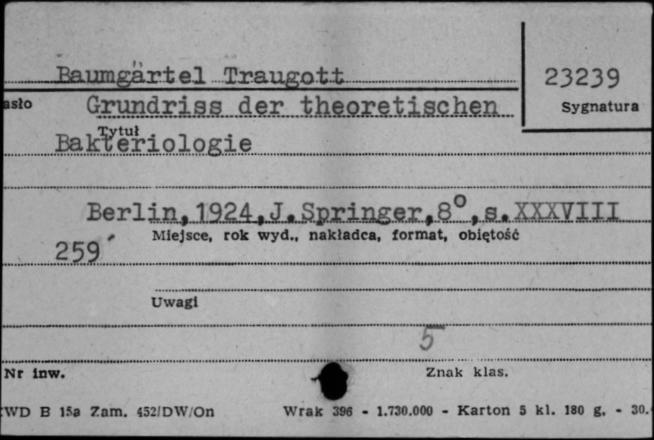 Baumgärtel Traugott 23239
asło Grundriss der theoretischen Sygnatura
Tytuł
Bakteriologie
Berlin, 1924, J. Springer, 8°, s. XXXVIII
Miejsce, rok wyd., nakładca, format, objętość
259
Uwagi
5
Nr inw. Znak klas.
WD B 15a Zam. 452/DW/On Wrak 396 - 1.730.000 - Karton 5 kl. 180 g. - 30.